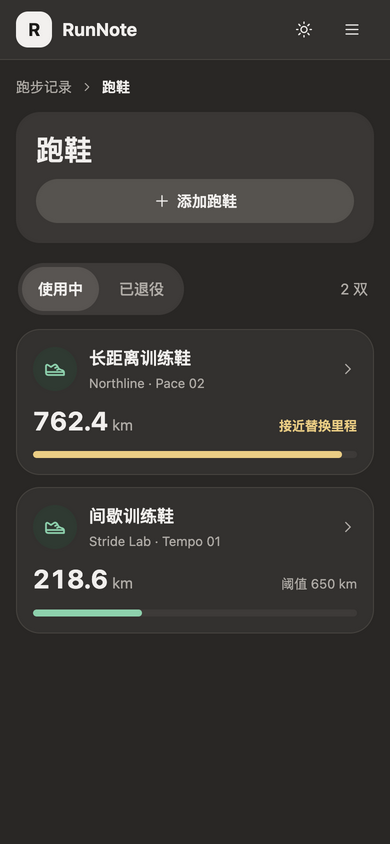 R RunNote
跑步记录 > 跑鞋
跑鞋
+ 添加跑鞋
使用中 已退役 2 双
长距离训练鞋
Northline · Pace 02
762.4 km 接近替换里程
间歇训练鞋
Stride Lab · Tempo 01
218.6 km 阈值 650 km